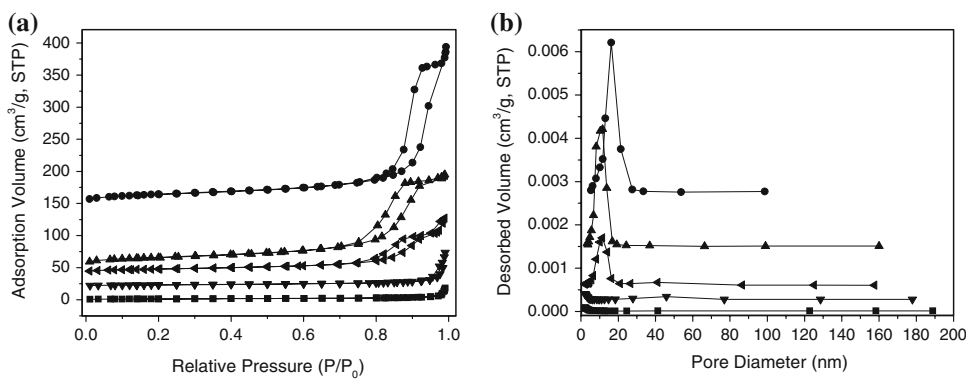 (a)
Adsorption Volume (cm³/g, STP)
400
350
300
250
200
150
100
50
0
0.0 0.2 0.4 0.6 0.8 1.0
Relative Pressure (P/P₀)
(b)
Desorbed Volume (cm³/g, STP)
0.006
0.005
0.004
0.003
0.002
0.001
0.000
0 20 40 60 80 100 120 140 160 180 200
Pore Diameter (nm)